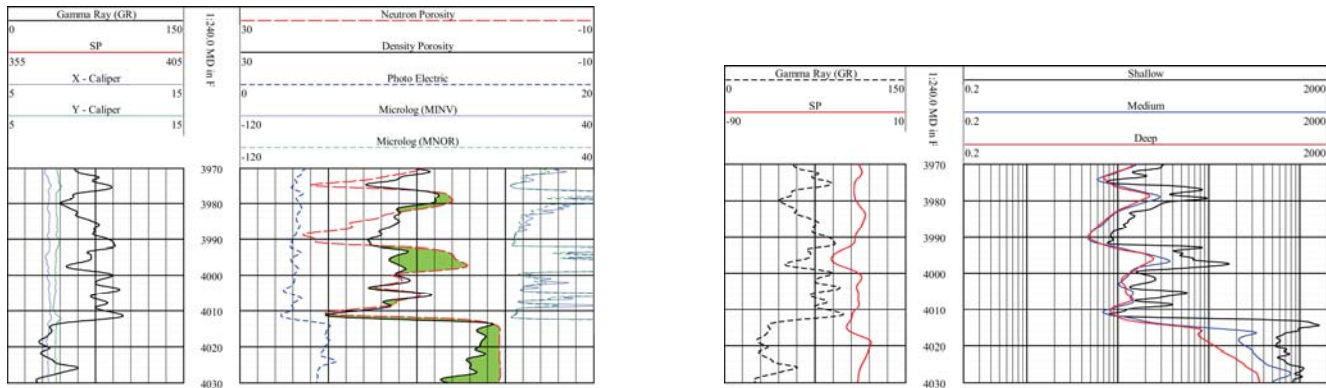 Gamma Ray (GR)
0 150
SP
355 405
X - Caliper
5 15
Y - Caliper
5 15
1:240.0 MD in F
Neutron Porosity
30 -10
Density Porosity
30 -10
Photo Electric
0 20
Microlog (MINV)
-120 40
Microlog (MNOR)
-120 40
3970
3980
3990
4000
4010
4020
4030
Gamma Ray (GR)
0 150
SP
-90 10
1:240.0 MD in F
Shallow
0.2 2000
Medium
0.2 2000
Deep
0.2 2000
3970
3980
3990
4000
4010
4020
4030